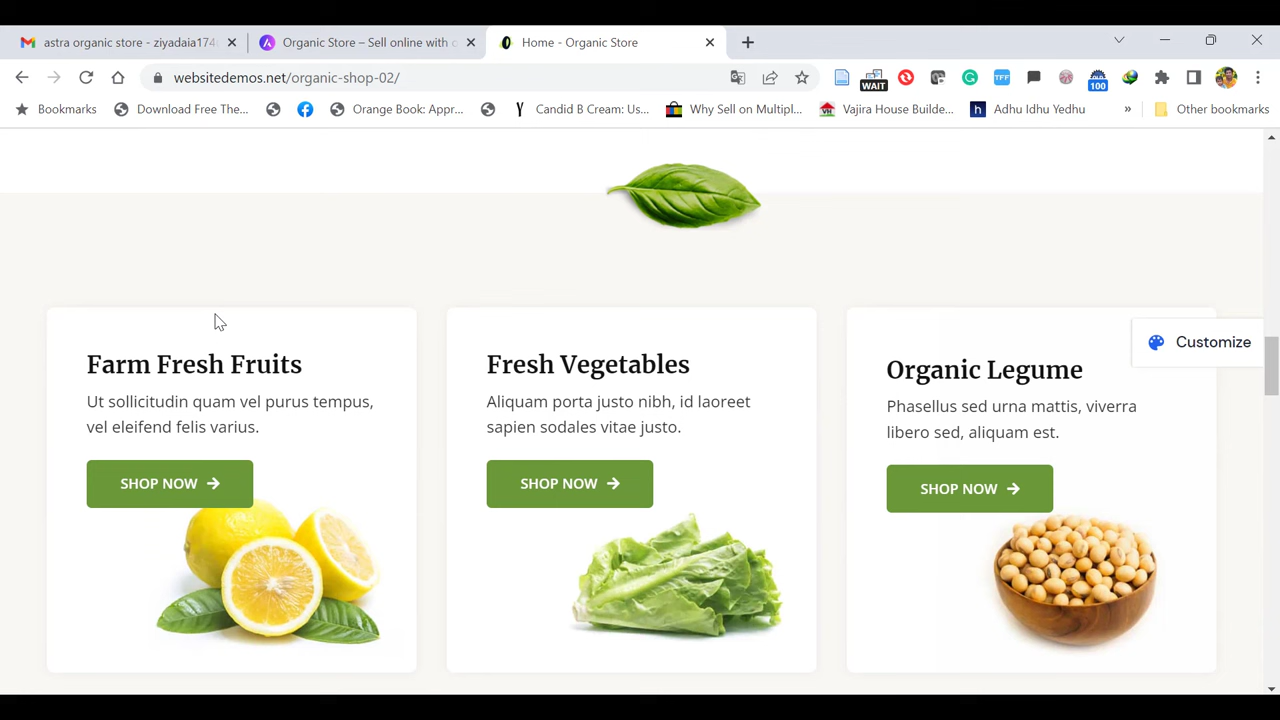 astra organic store - ziyadaia174
Organic Store – Sell online with c
Home - Organic Store
websitedemos.net/organic-shop-02/
TFF
WAIT
100
Bookmarks
Download Free The...
Orange Book: Appr...
Y Candid B Cream: Us...
Why Sell on Multipl...
Vajira House Builde...
h Adhu Idhu Yedhu
»
Other bookmarks
Customize
Farm Fresh Fruits
Ut sollicitudin quam vel purus tempus,
vel eleifend felis varius.
SHOP NOW →
Fresh Vegetables
Aliquam porta justo nibh, id laoreet
sapien sodales vitae justo.
SHOP NOW →
Organic Legume
Phasellus sed urna mattis, viverra
libero sed, aliquam est.
SHOP NOW →